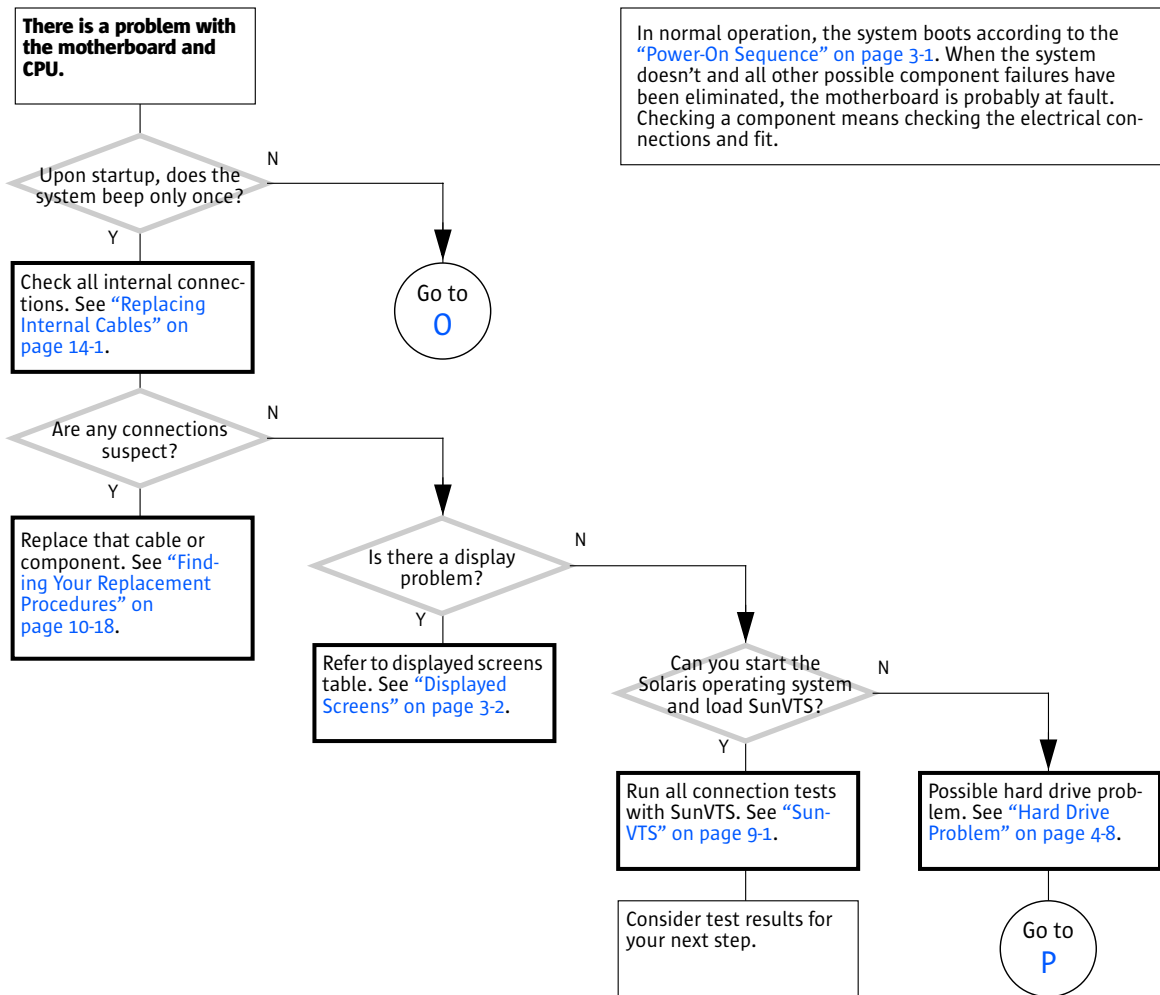 There is a problem with
the motherboard and
CPU.
In normal operation, the system boots according to the
“Power-On Sequence” on page 3-1. When the system
doesn’t and all other possible component failures have
been eliminated, the motherboard is probably at fault.
Checking a component means checking the electrical con-
nections and fit.
Upon startup, does the
system beep only once?
N
Y
Check all internal connec-
tions. See “Replacing
Internal Cables” on
page 14-1.
Go to
O
Are any connections
suspect?
N
Y
Replace that cable or
component. See “Find-
ing Your Replacement
Procedures” on
page 10-18.
Is there a display
problem?
N
Y
Refer to displayed screens
table. See “Displayed
Screens” on page 3-2.
Can you start the
Solaris operating system
and load SunVTS?
N
Y
Run all connection tests
with SunVTS. See “Sun-
VTS” on page 9-1.
Possible hard drive prob-
lem. See “Hard Drive
Problem” on page 4-8.
Consider test results for
your next step.
Go to
P